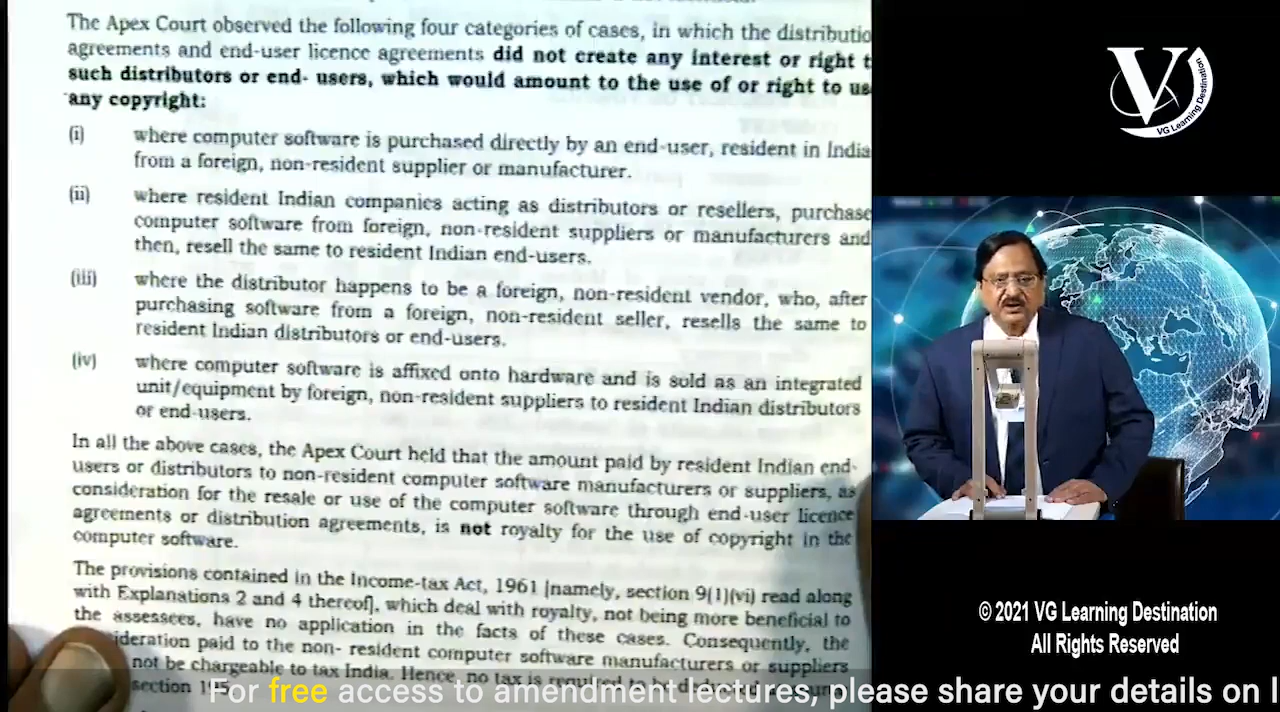 The Apex Court observed the following four categories of cases, in which the distributio
agreements and end-user licence agreements did not create any interest or right t
such distributors or end- users, which would amount to the use of or right to us
any copyright:
(i) where computer software is purchased directly by an end-user, resident in India
from a foreign, non-resident supplier or manufacturer.
(ii) where resident Indian companies acting as distributors or resellers, purchase
computer software from foreign, non-resident suppliers or manufacturers and
then, resell the same to resident Indian end-users.
(iii) where the distributor happens to be a foreign, non-resident vendor, who, after
purchasing software from a foreign, non-resident seller, resells the same to
resident Indian distributors or end-users.
(iv) where computer software is affixed onto hardware and is sold as an integrated
unit/equipment by foreign, non-resident suppliers to resident Indian distributors
or end-users.
In all the above cases, the Apex Court held that the amount paid by resident Indian end-
users or distributors to non-resident computer software manufacturers or suppliers, as
consideration for the resale or use of the computer software through end-user licence
agreements or distribution agreements, is not royalty for the use of copyright in the
computer software.
The provisions contained in the Income-tax Act, 1961 [namely, section 9(1)(vi) read along
with Explanations 2 and 4 thereof], which deal with royalty, not being more beneficial to
the assessees, have no application in the facts of these cases. Consequently, the
ideration paid to the non- resident computer software manufacturers or suppliers
not be chargeable to tax India. Hence, no tax is required to be
section 1
For free access to amendment lectures, please share your details on
V
VG Learning Destination
© 2021 VG Learning Destination
All Rights Reserved